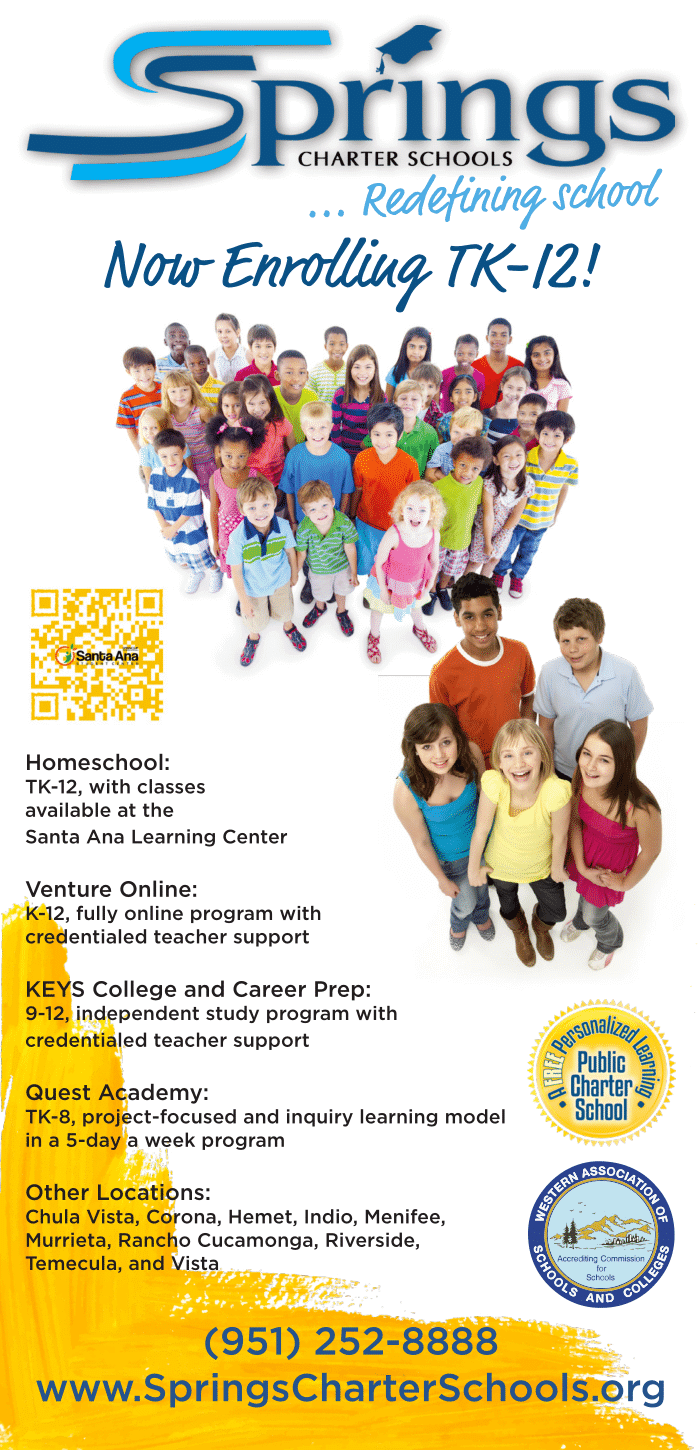 Springs
CHARTER SCHOOLS
... Redefining school
Now Enrolling TK-12!
Santa Ana
STUDENT CENTER
Homeschool:
TK-12, with classes
available at the
Santa Ana Learning Center
Venture Online:
K-12, fully online program with
credentialed teacher support
KEYS College and Career Prep:
9-12, independent study program with
credentialed teacher support
A FREE Personalized Learning
Public
Charter
School
Quest Academy:
TK-8, project-focused and inquiry learning model
in a 5-day a week program
WESTERN ASSOCIATION OF
SCHOOLS AND COLLEGES
Accrediting Commission
for
Schools
Other Locations:
Chula Vista, Corona, Hemet, Indio, Menifee,
Murrieta, Rancho Cucamonga, Riverside,
Temecula, and Vista
(951) 252-8888
www.SpringsCharterSchools.org